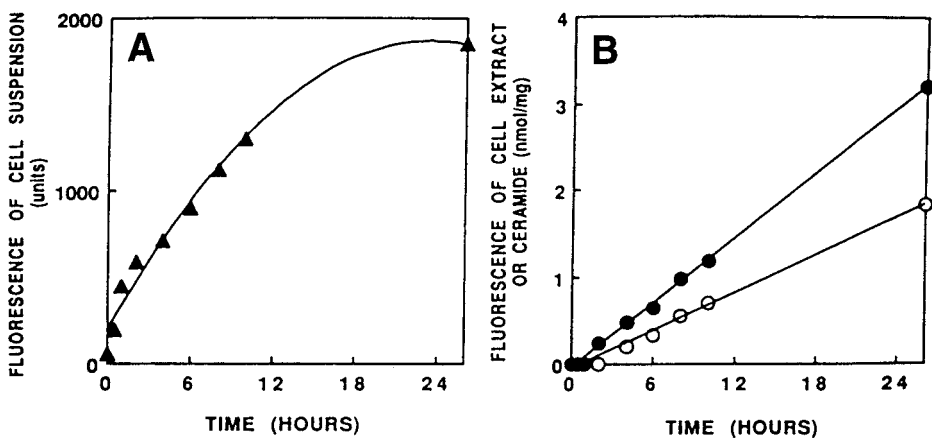 FLUORESCENCE OF CELL SUSPENSION
(units)
A
2000
1000
0
0 6 12 18 24
TIME (HOURS)
FLUORESCENCE OF CELL EXTRACT
OR CERAMIDE (nmol/mg)
B
4
3
2
1
0
0 6 12 18 24
TIME (HOURS)